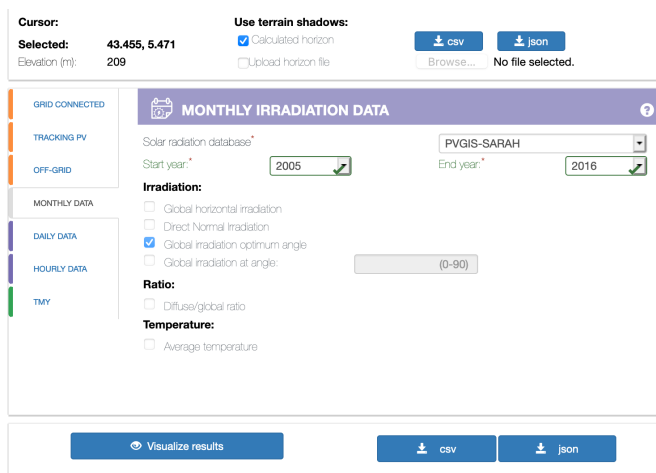 Cursor:
Use terrain shadows:
Selected: 43.455, 5.471
Calculated horizon
csv
json
Elevation (m): 209
Upload horizon file
Browse... No file selected.
GRID CONNECTED
TRACKING PV
OFF-GRID
MONTHLY DATA
DAILY DATA
HOURLY DATA
TMY
MONTHLY IRRADIATION DATA
?
Solar radiation database*
PVGIS-SARAH
Start year:* 2005
End year:* 2016
Irradiation:
Global horizontal irradiation
Direct Normal Irradiation
Global irradiation optimum angle
Global irradiation at angle: (0-90)
Ratio:
Diffuse/global ratio
Temperature:
Average temperature
Visualize results
csv
json